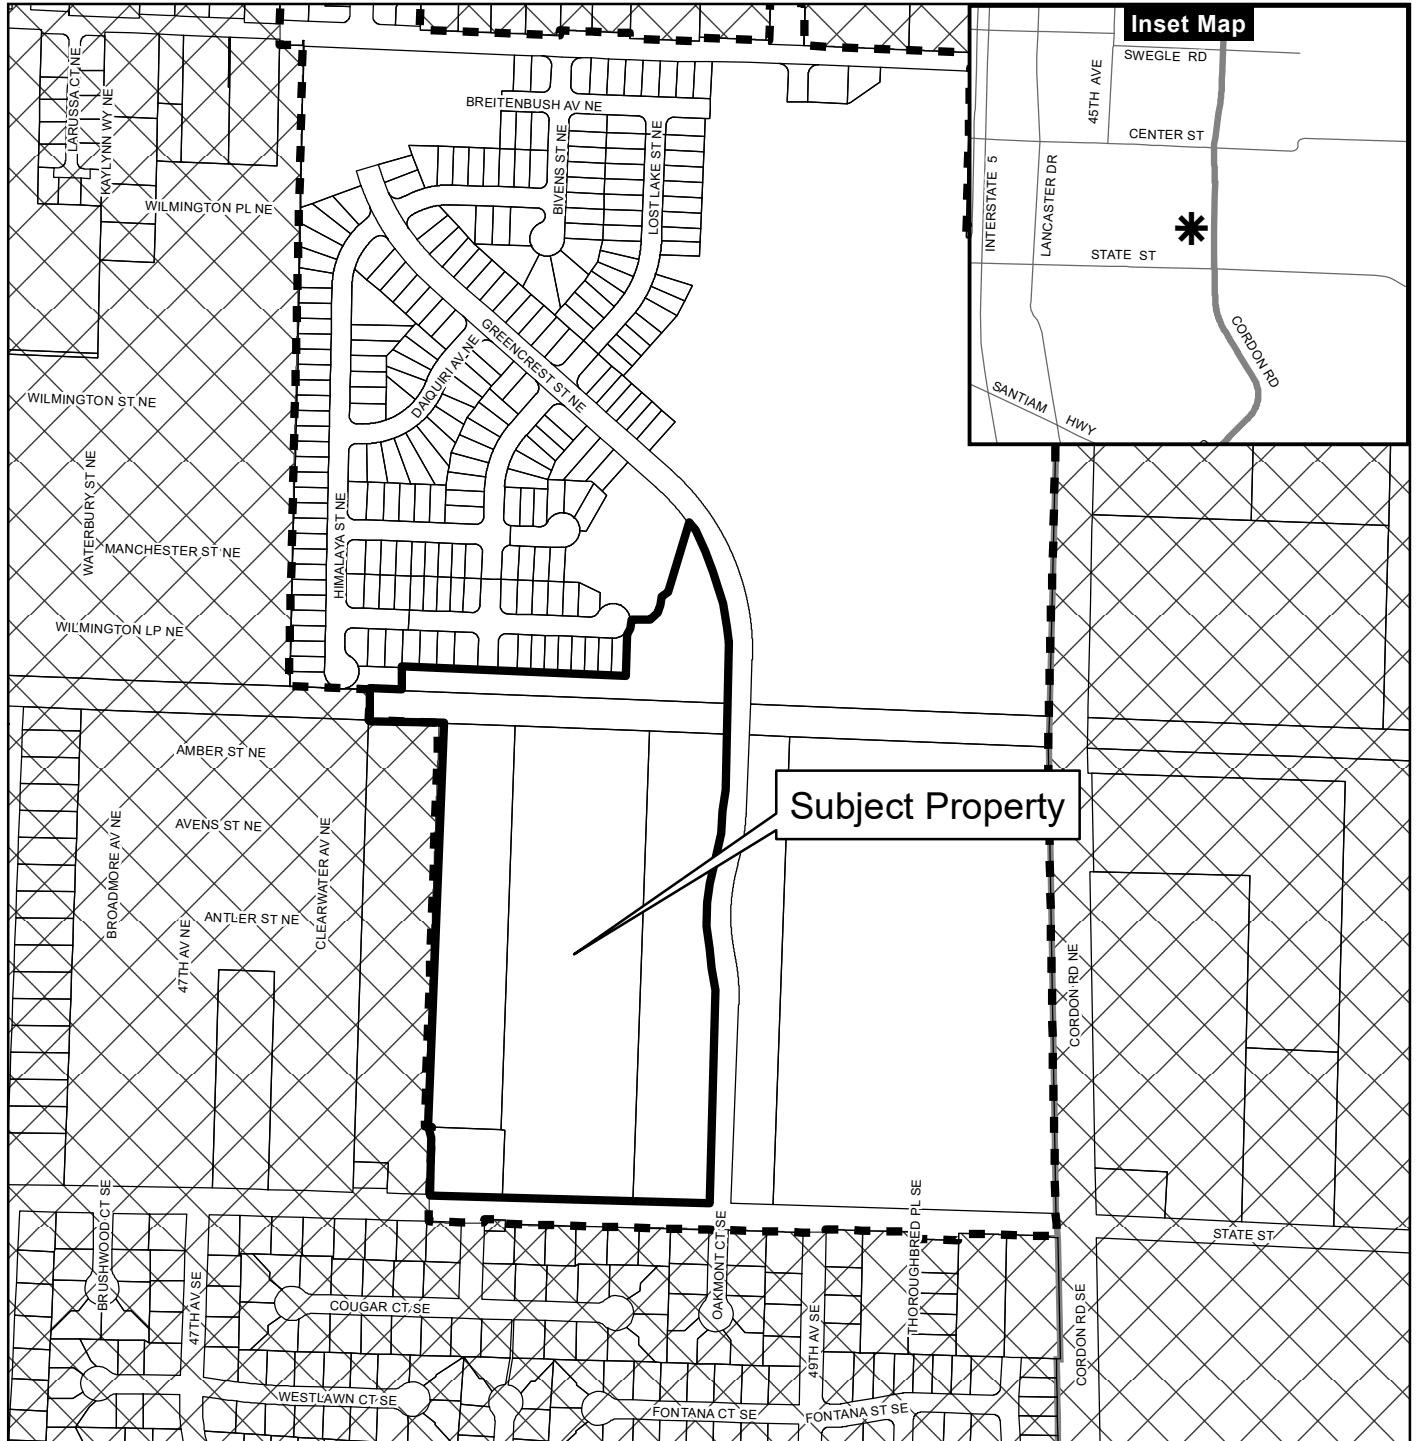 Inset Map
SWEGLE RD
45TH AVE
CENTER ST
INTERSTATE 5
LANCASTER DR
STATE ST
CORDON RD
SANTIAM HWY
LARUSSA CT NE
KAYLYNN WY NE
BREITENBUSH AV NE
BIVENS ST NE
LOST LAKE ST NE
WILMINGTON PL NE
GREENCREST ST NE
DAIQUIRI AV NE
WILMINGTON ST NE
WATERBURY ST NE
HIMALAYA ST NE
MANCHESTER ST NE
WILMINGTON LP NE
AMBER ST NE
Subject Property
AVENS ST NE
BROADMORE AV NE
CLEARWATER AV NE
ANTLER ST NE
47TH AV NE
CORDON RD NE
BRUSHWOOD CT SE
47TH AV SE
COUGAR CT SE
OAKMONT CT SE
THOROUGHBRED PL SE
STATE ST
49TH AV SE
CORDON RD SE
WESTLAWN CT SE
FONTANA CT SE
FONTANA ST SE